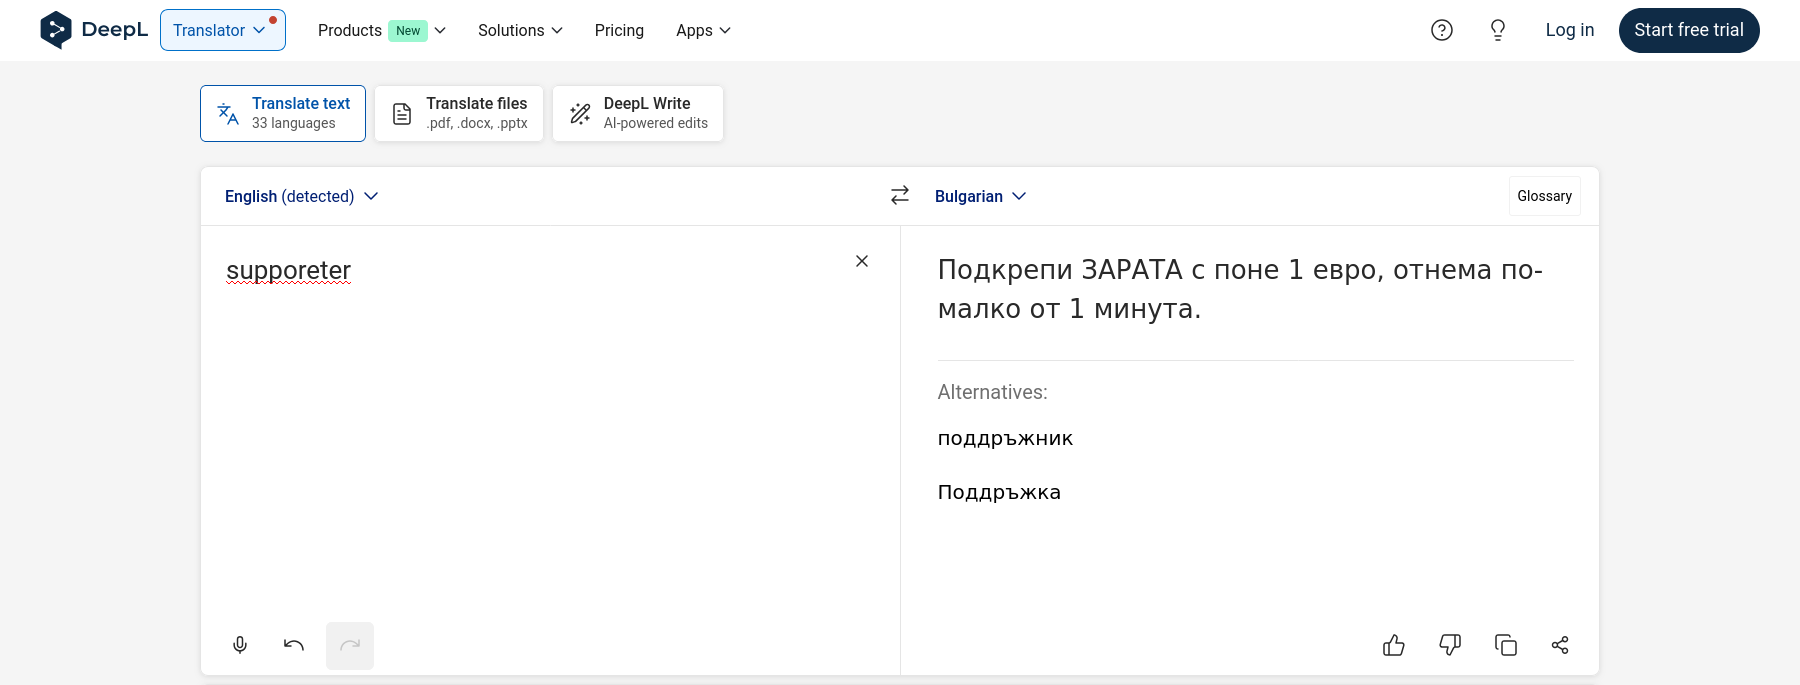 DeepL
Translator
Products New
Solutions
Pricing
Apps
Log in
Start free trial
Translate text
33 languages
Translate files
.pdf, .docx, .pptx
DeepL Write
AI-powered edits
English (detected)
Bulgarian
Glossary
supporeter
Подкрепи ЗАРАТА с поне 1 евро, отнема по-
малко от 1 минута.
Alternatives:
поддръжник
Поддръжка